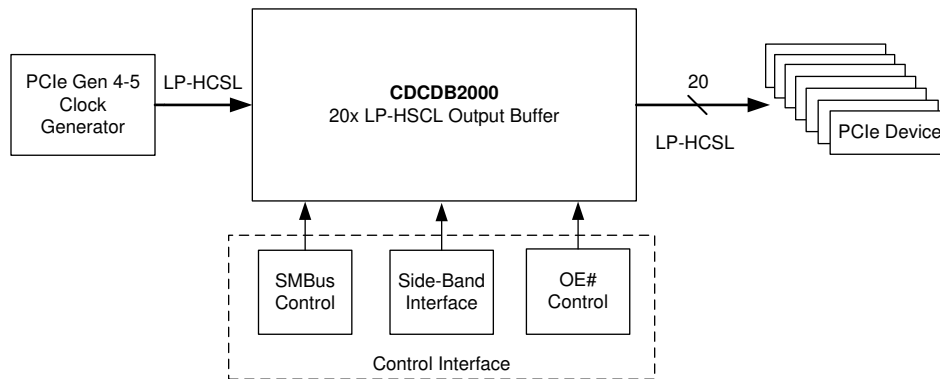 PCIe Gen 4-5
Clock
Generator
LP-HCSL
CDCDB2000
20x LP-HSCL Output Buffer
20
LP-HCSL
PCIe Device
SMBus
Control
Side-Band
Interface
OE#
Control
Control Interface